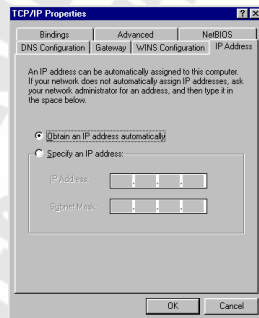 TCP/IP Properties
Bindings Advanced NetBIOS
DNS Configuration Gateway WINS Configuration IP Address
An IP address can be automatically assigned to this computer.
If your network does not automatically assign IP addresses, ask
your network administrator for an address, and then type it in
the space below.
Obtain an IP address automatically
Specify an IP address:
IP Address:
Subnet Mask:
OK Cancel